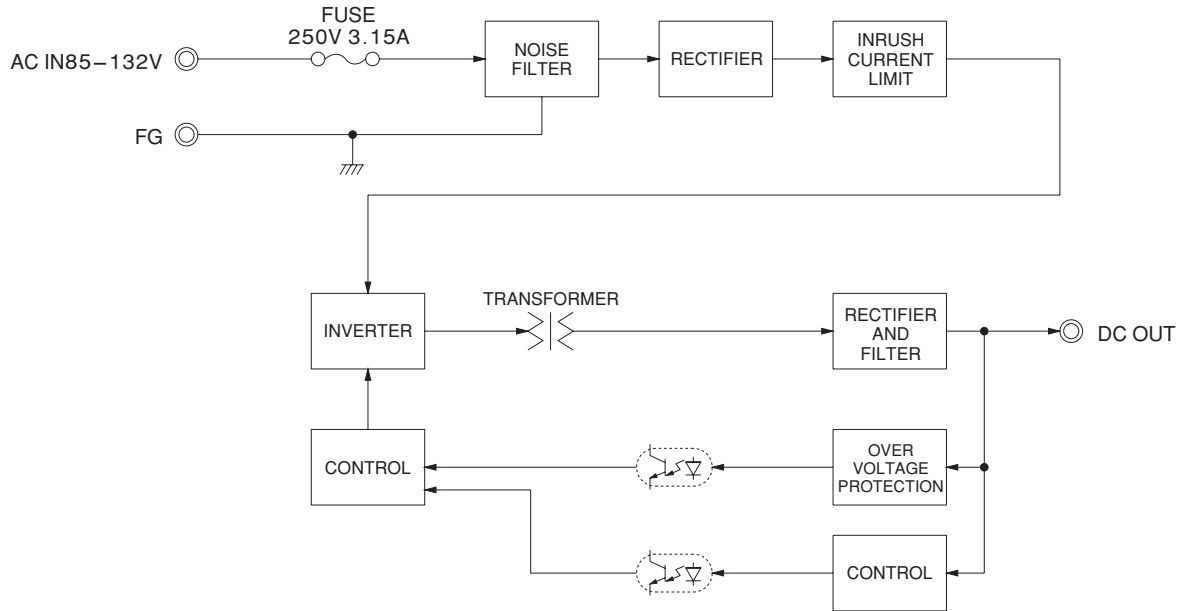 FUSE
250V 3.15A
AC IN85–132V
NOISE
FILTER
RECTIFIER
INRUSH
CURRENT
LIMIT
FG
TRANSFORMER
INVERTER
RECTIFIER
AND
FILTER
DC OUT
CONTROL
OVER
VOLTAGE
PROTECTION
CONTROL